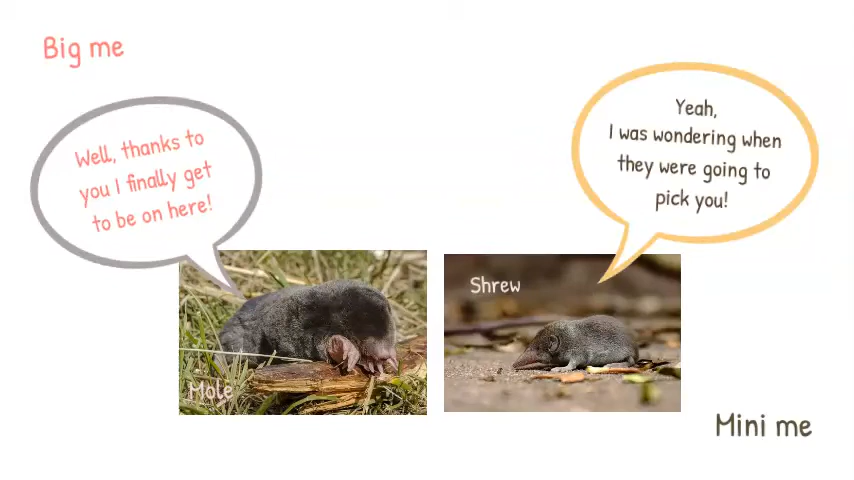 Big me
Well, thanks to
you I finally get
to be on here!
Yeah,
I was wondering when
they were going to
pick you!
Shrew
Mole
Mini me